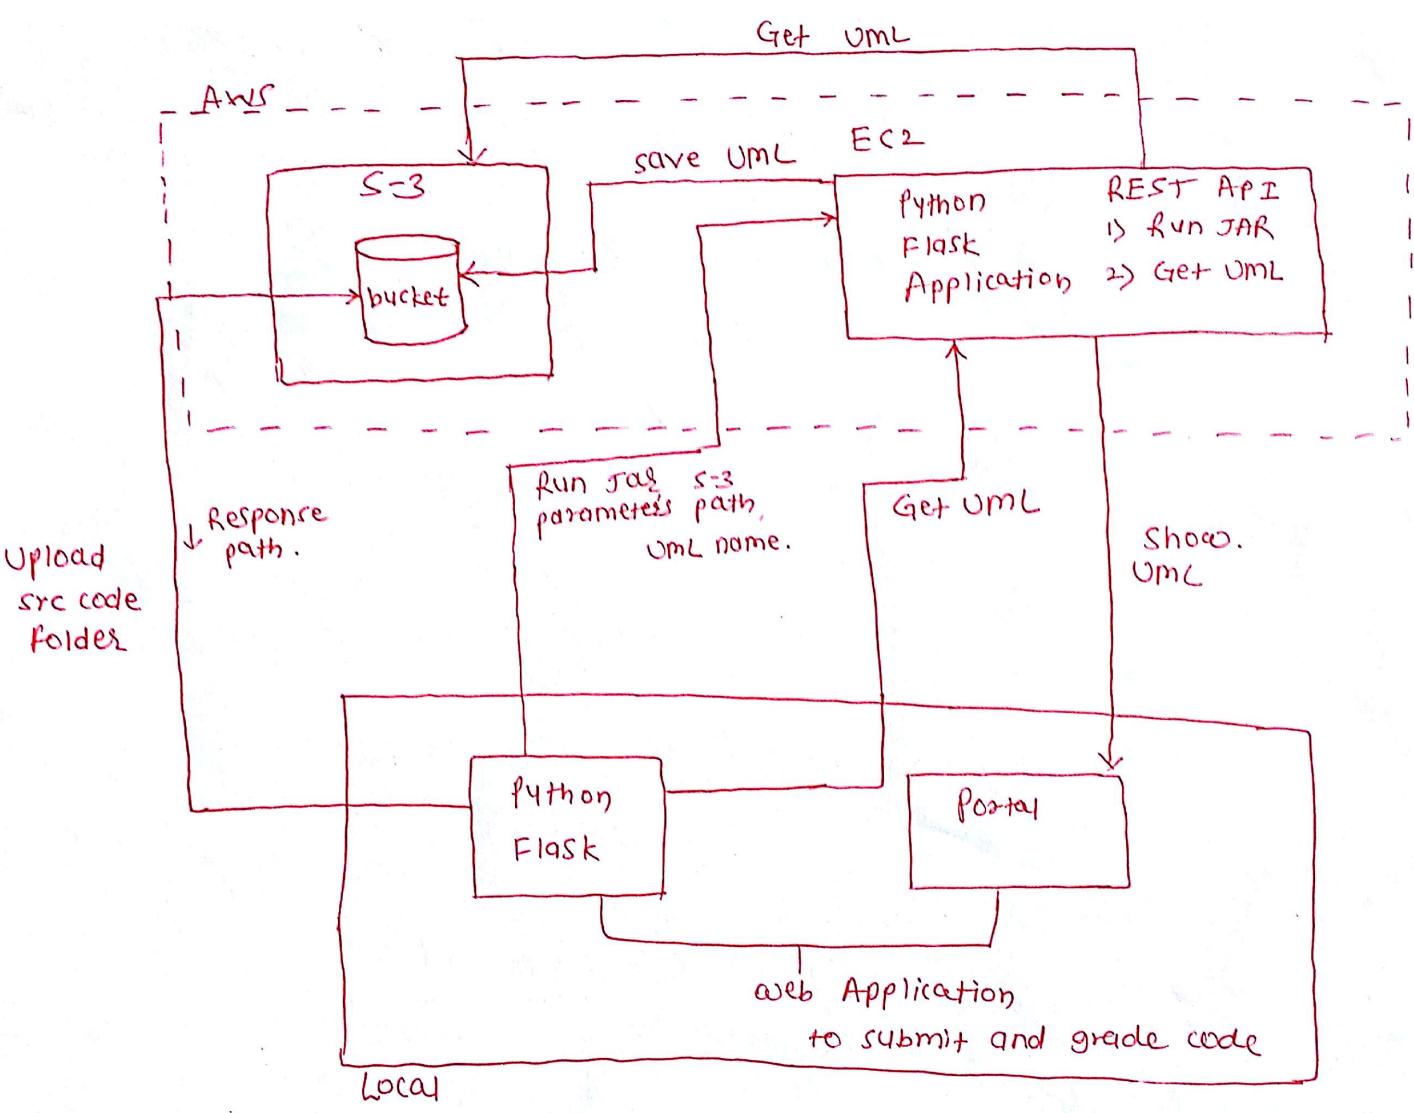 Get UML
AWS
EC2
save UML
S-3
bucket
Python
Flask
Application
REST API
1) Run JAR
2) Get UML
Run Jar S-3
parameters path,
UML name.
Get UML
Response
path.
Upload
src code
folder
Show.
UML
Python
Flask
Portal
web Application
to submit and grade code
Local